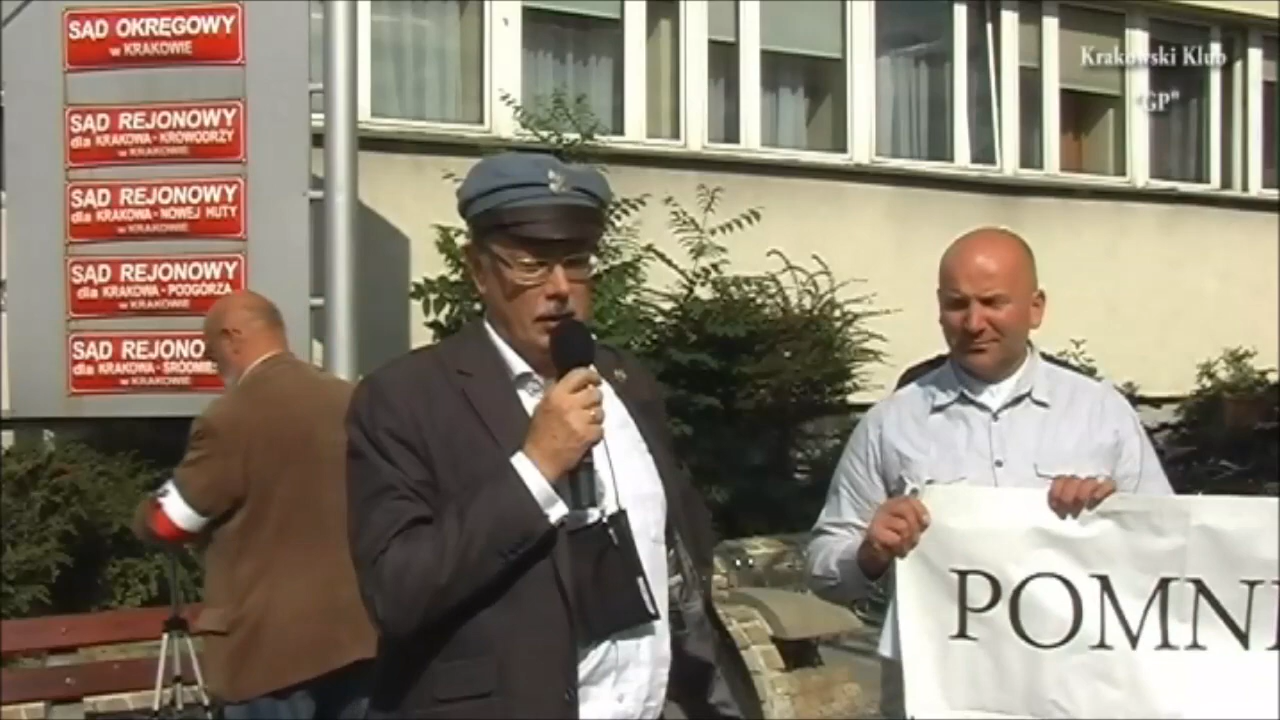 SĄD OKRĘGOWY
w KRAKOWIE
SĄD REJONOWY
dla KRAKOWA - KROWODRZY
w KRAKOWIE
SĄD REJONOWY
dla KRAKOWA - NOWEJ HUTY
w KRAKOWIE
SĄD REJONOWY
dla KRAKOWA - PODGÓRZA
w KRAKOWIE
SĄD REJONO
dla KRAKOWA - ŚRÓDMIE
w KRAKOWIE
Krakowski Klub
"GP"
POMNI